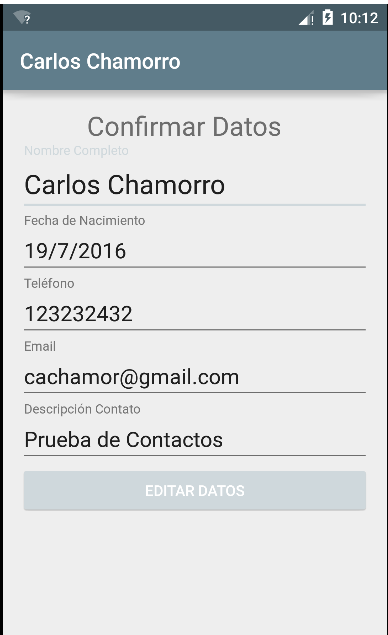 10:12
Carlos Chamorro
Confirmar Datos
Nombre Completo
Carlos Chamorro
Fecha de Nacimiento
19/7/2016
Teléfono
123232432
Email
cachamor@gmail.com
Descripción Contato
Prueba de Contactos
EDITAR DATOS